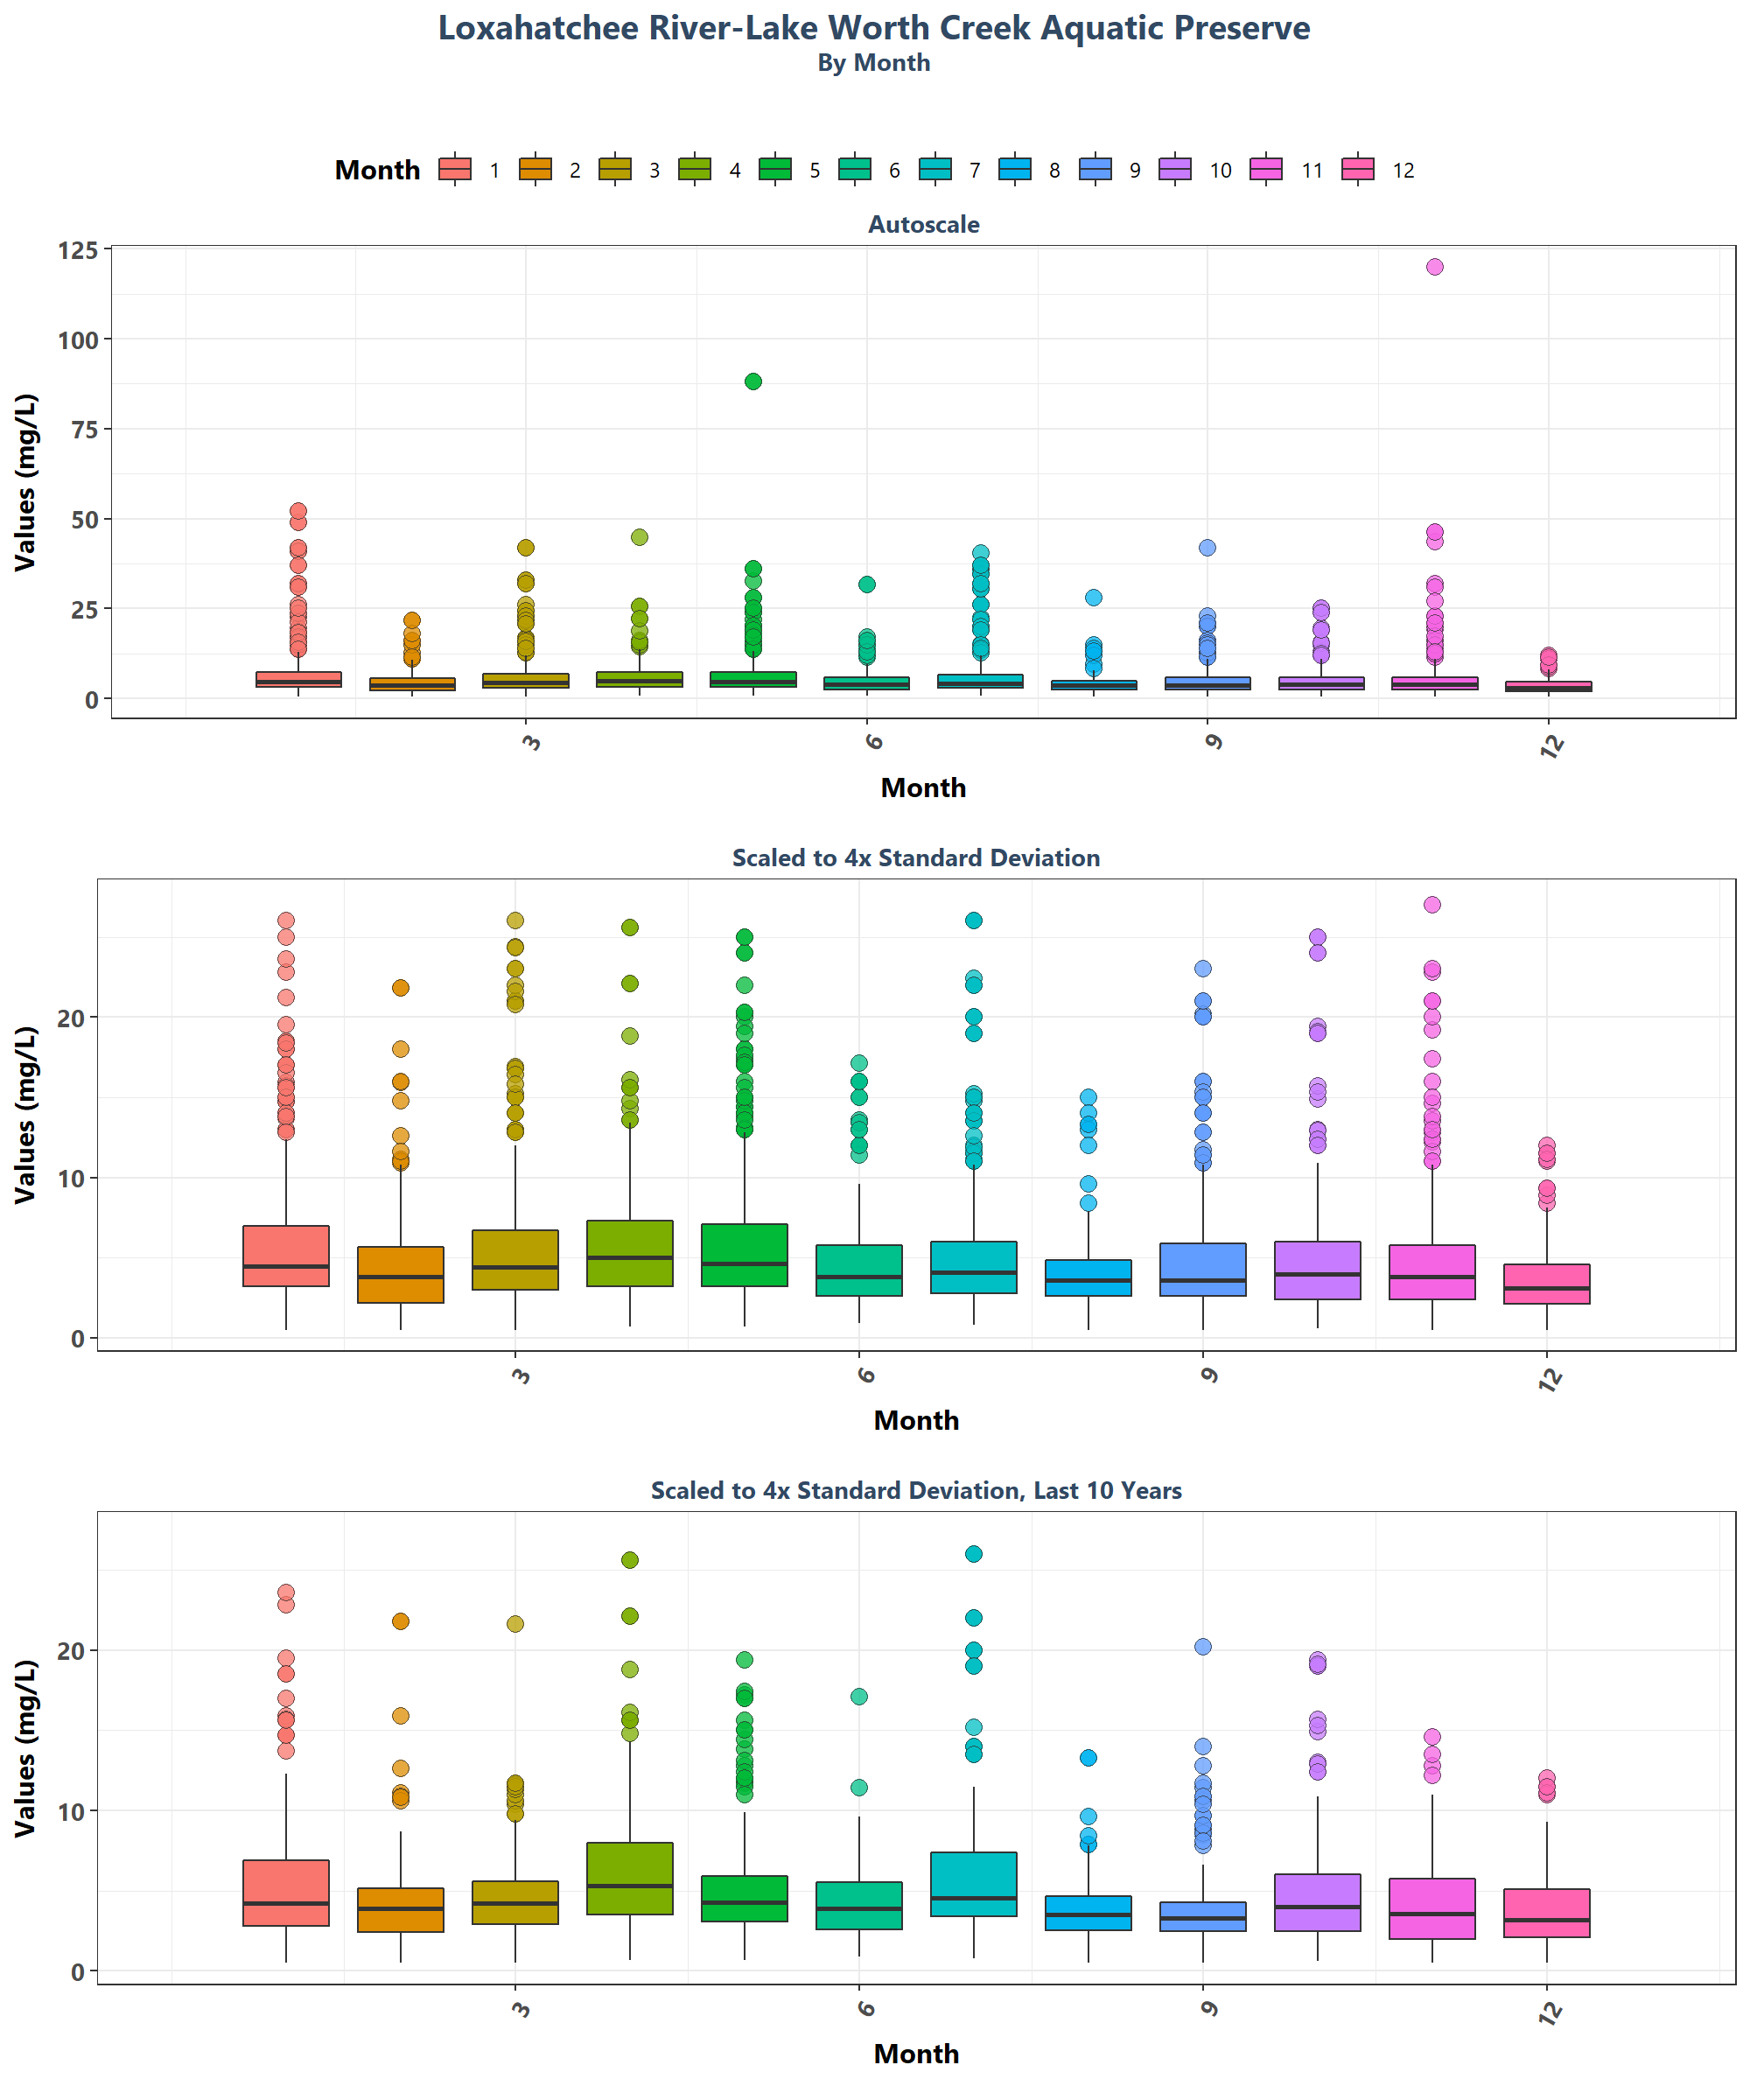 Loxahatchee River-Lake Worth Creek Aquatic Preserve
By Month
Month 1 2 3 4 5 6 7 8 9 10 11 12
Autoscale
125
100
75
50
25
0
Values (mg/L)
3 6 9 12
Month
Scaled to 4x Standard Deviation
20
10
0
Values (mg/L)
3 6 9 12
Month
Scaled to 4x Standard Deviation, Last 10 Years
20
10
0
Values (mg/L)
3 6 9 12
Month